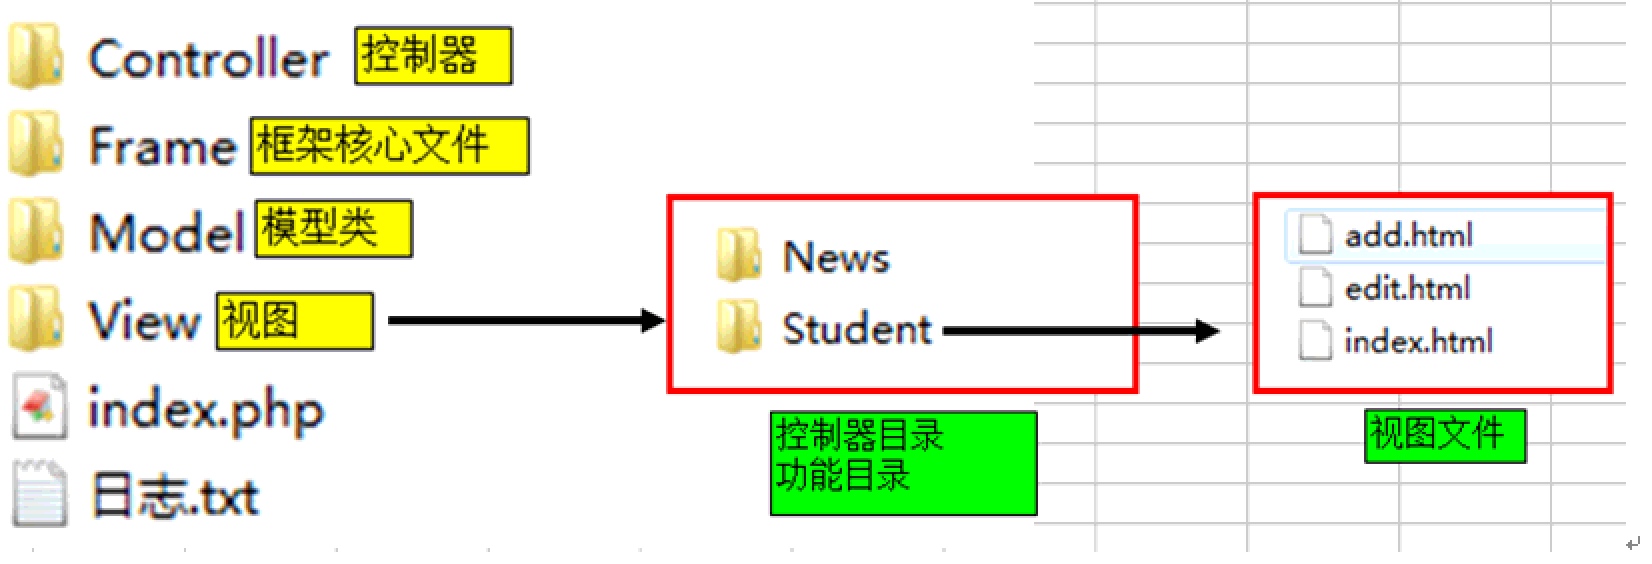 Controller 控制器
Frame 框架核心文件
Model 模型类
View 视图
index.php
日志.txt
News
Student
控制器目录
功能目录
add.html
edit.html
index.html
视图文件